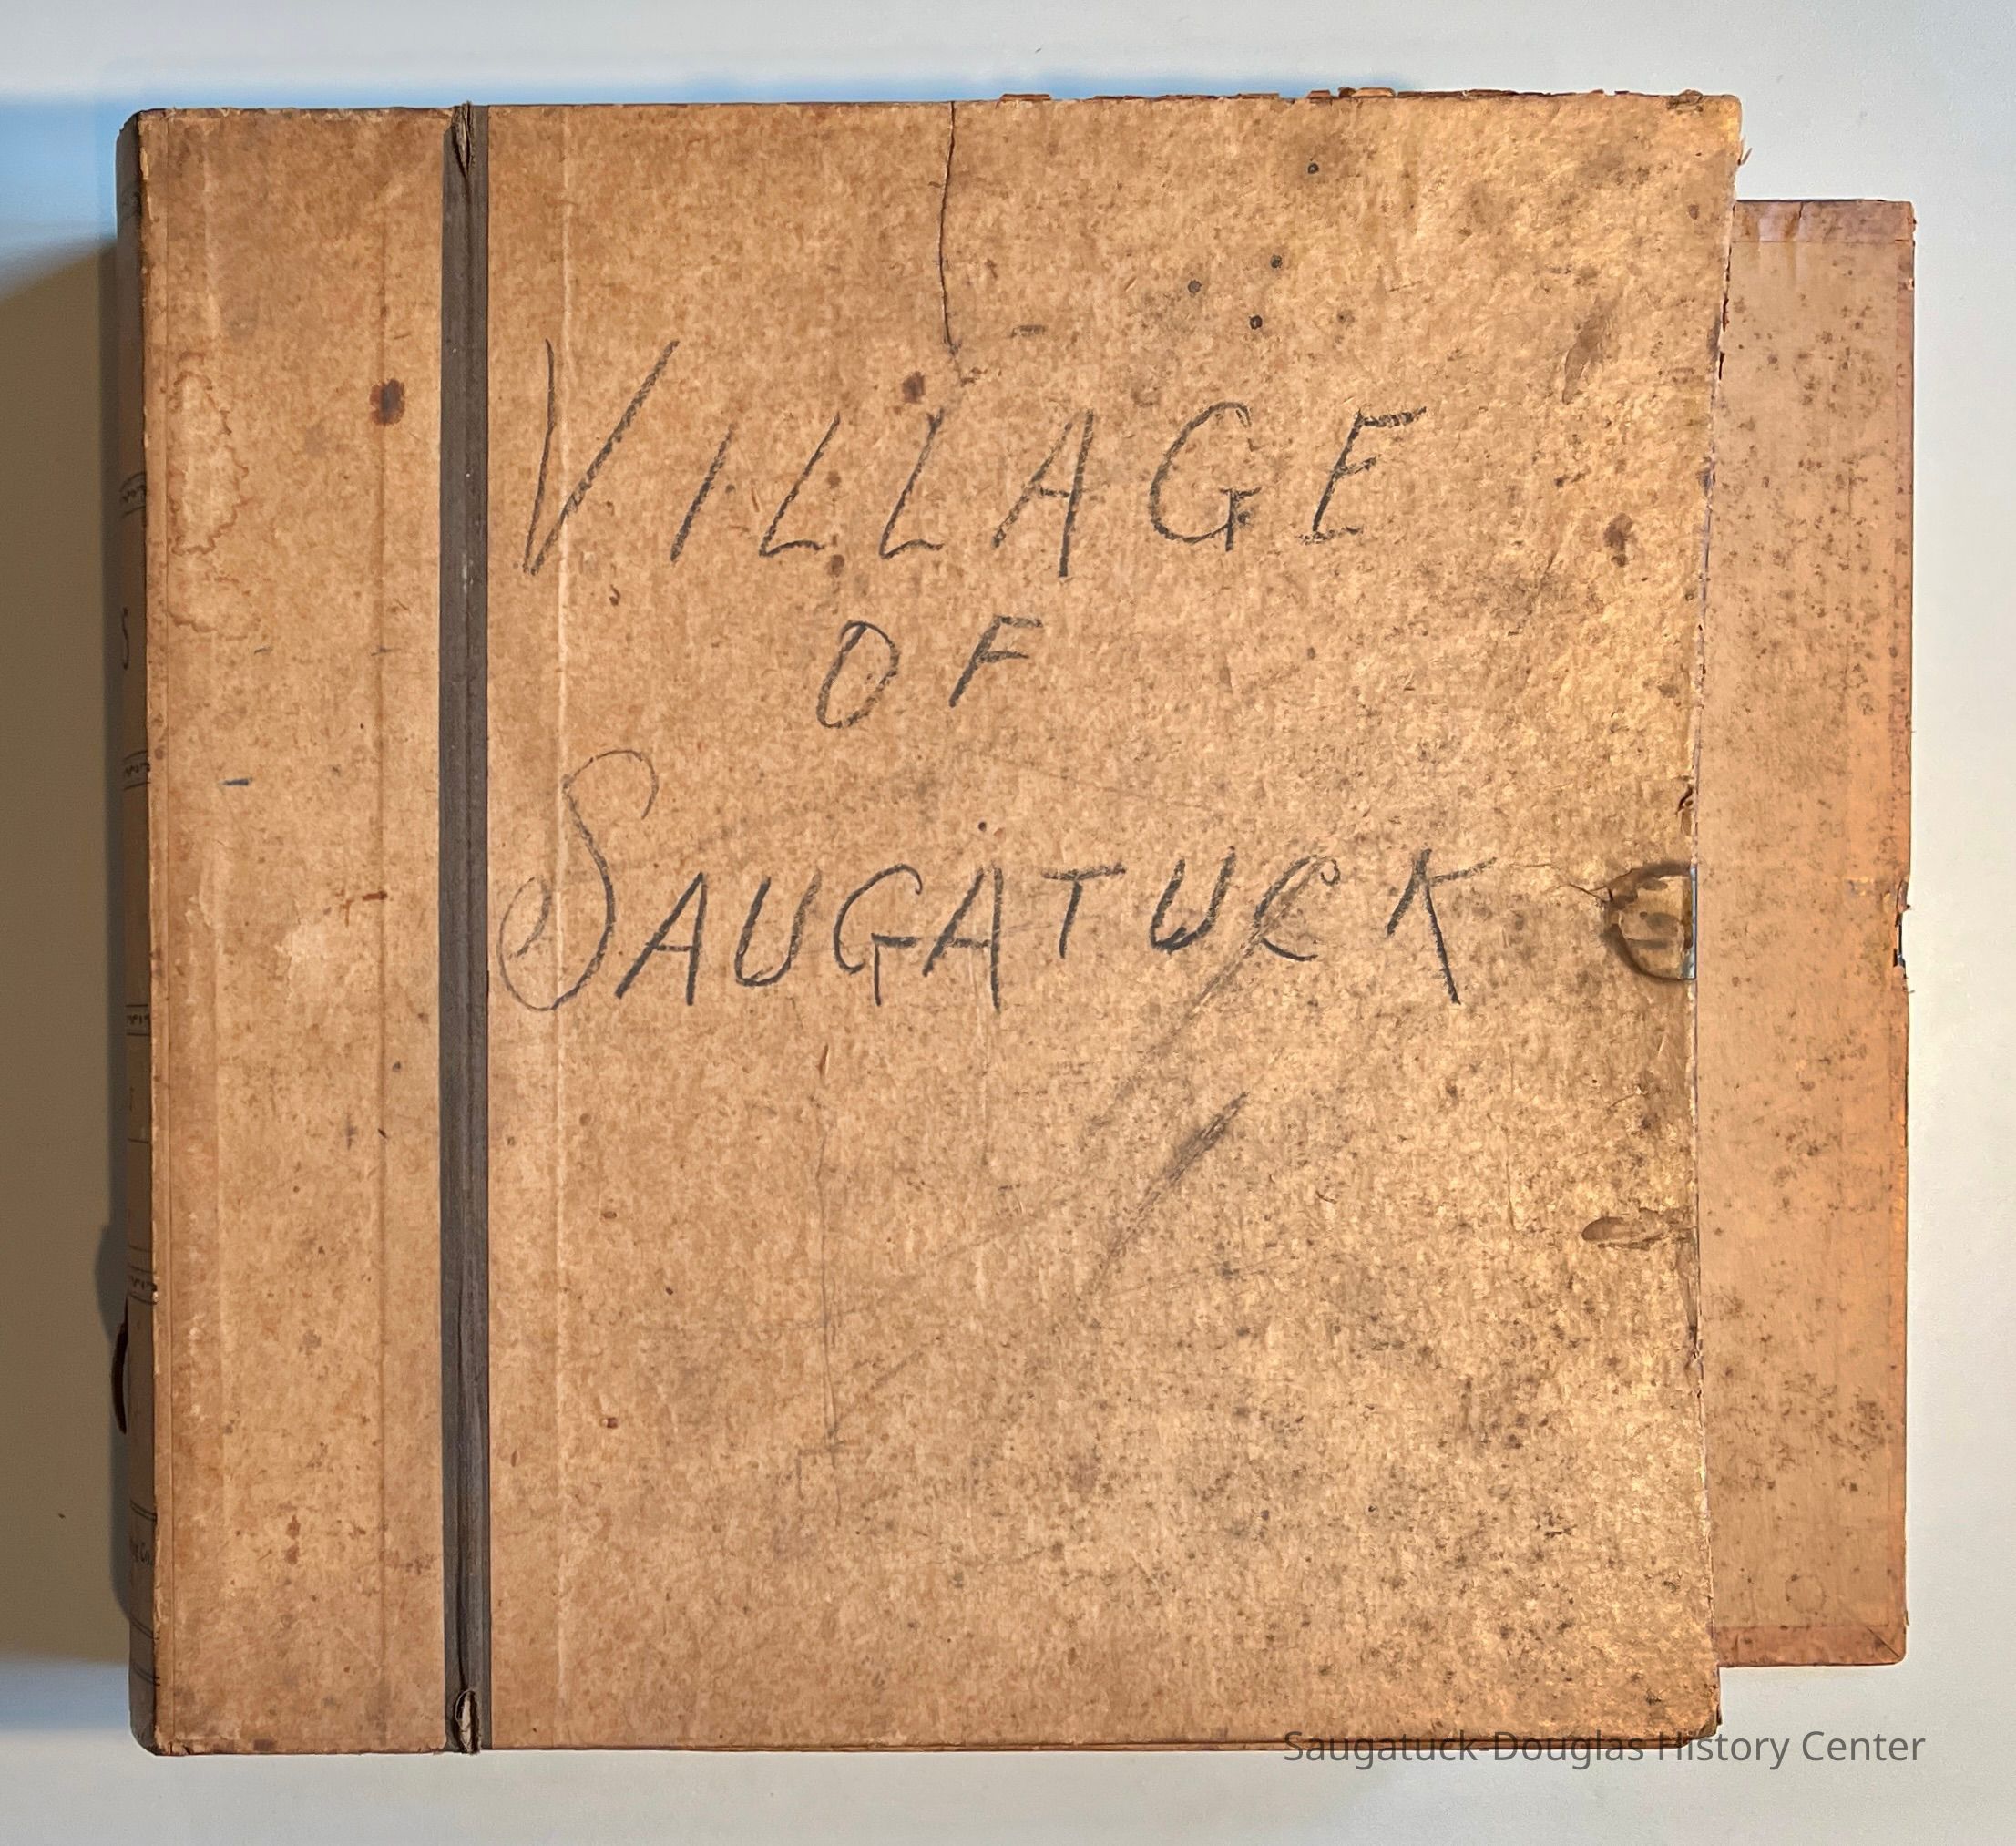 VILLAGE
OF
SAUGATUCK
Saugatuck-Douglas History Center